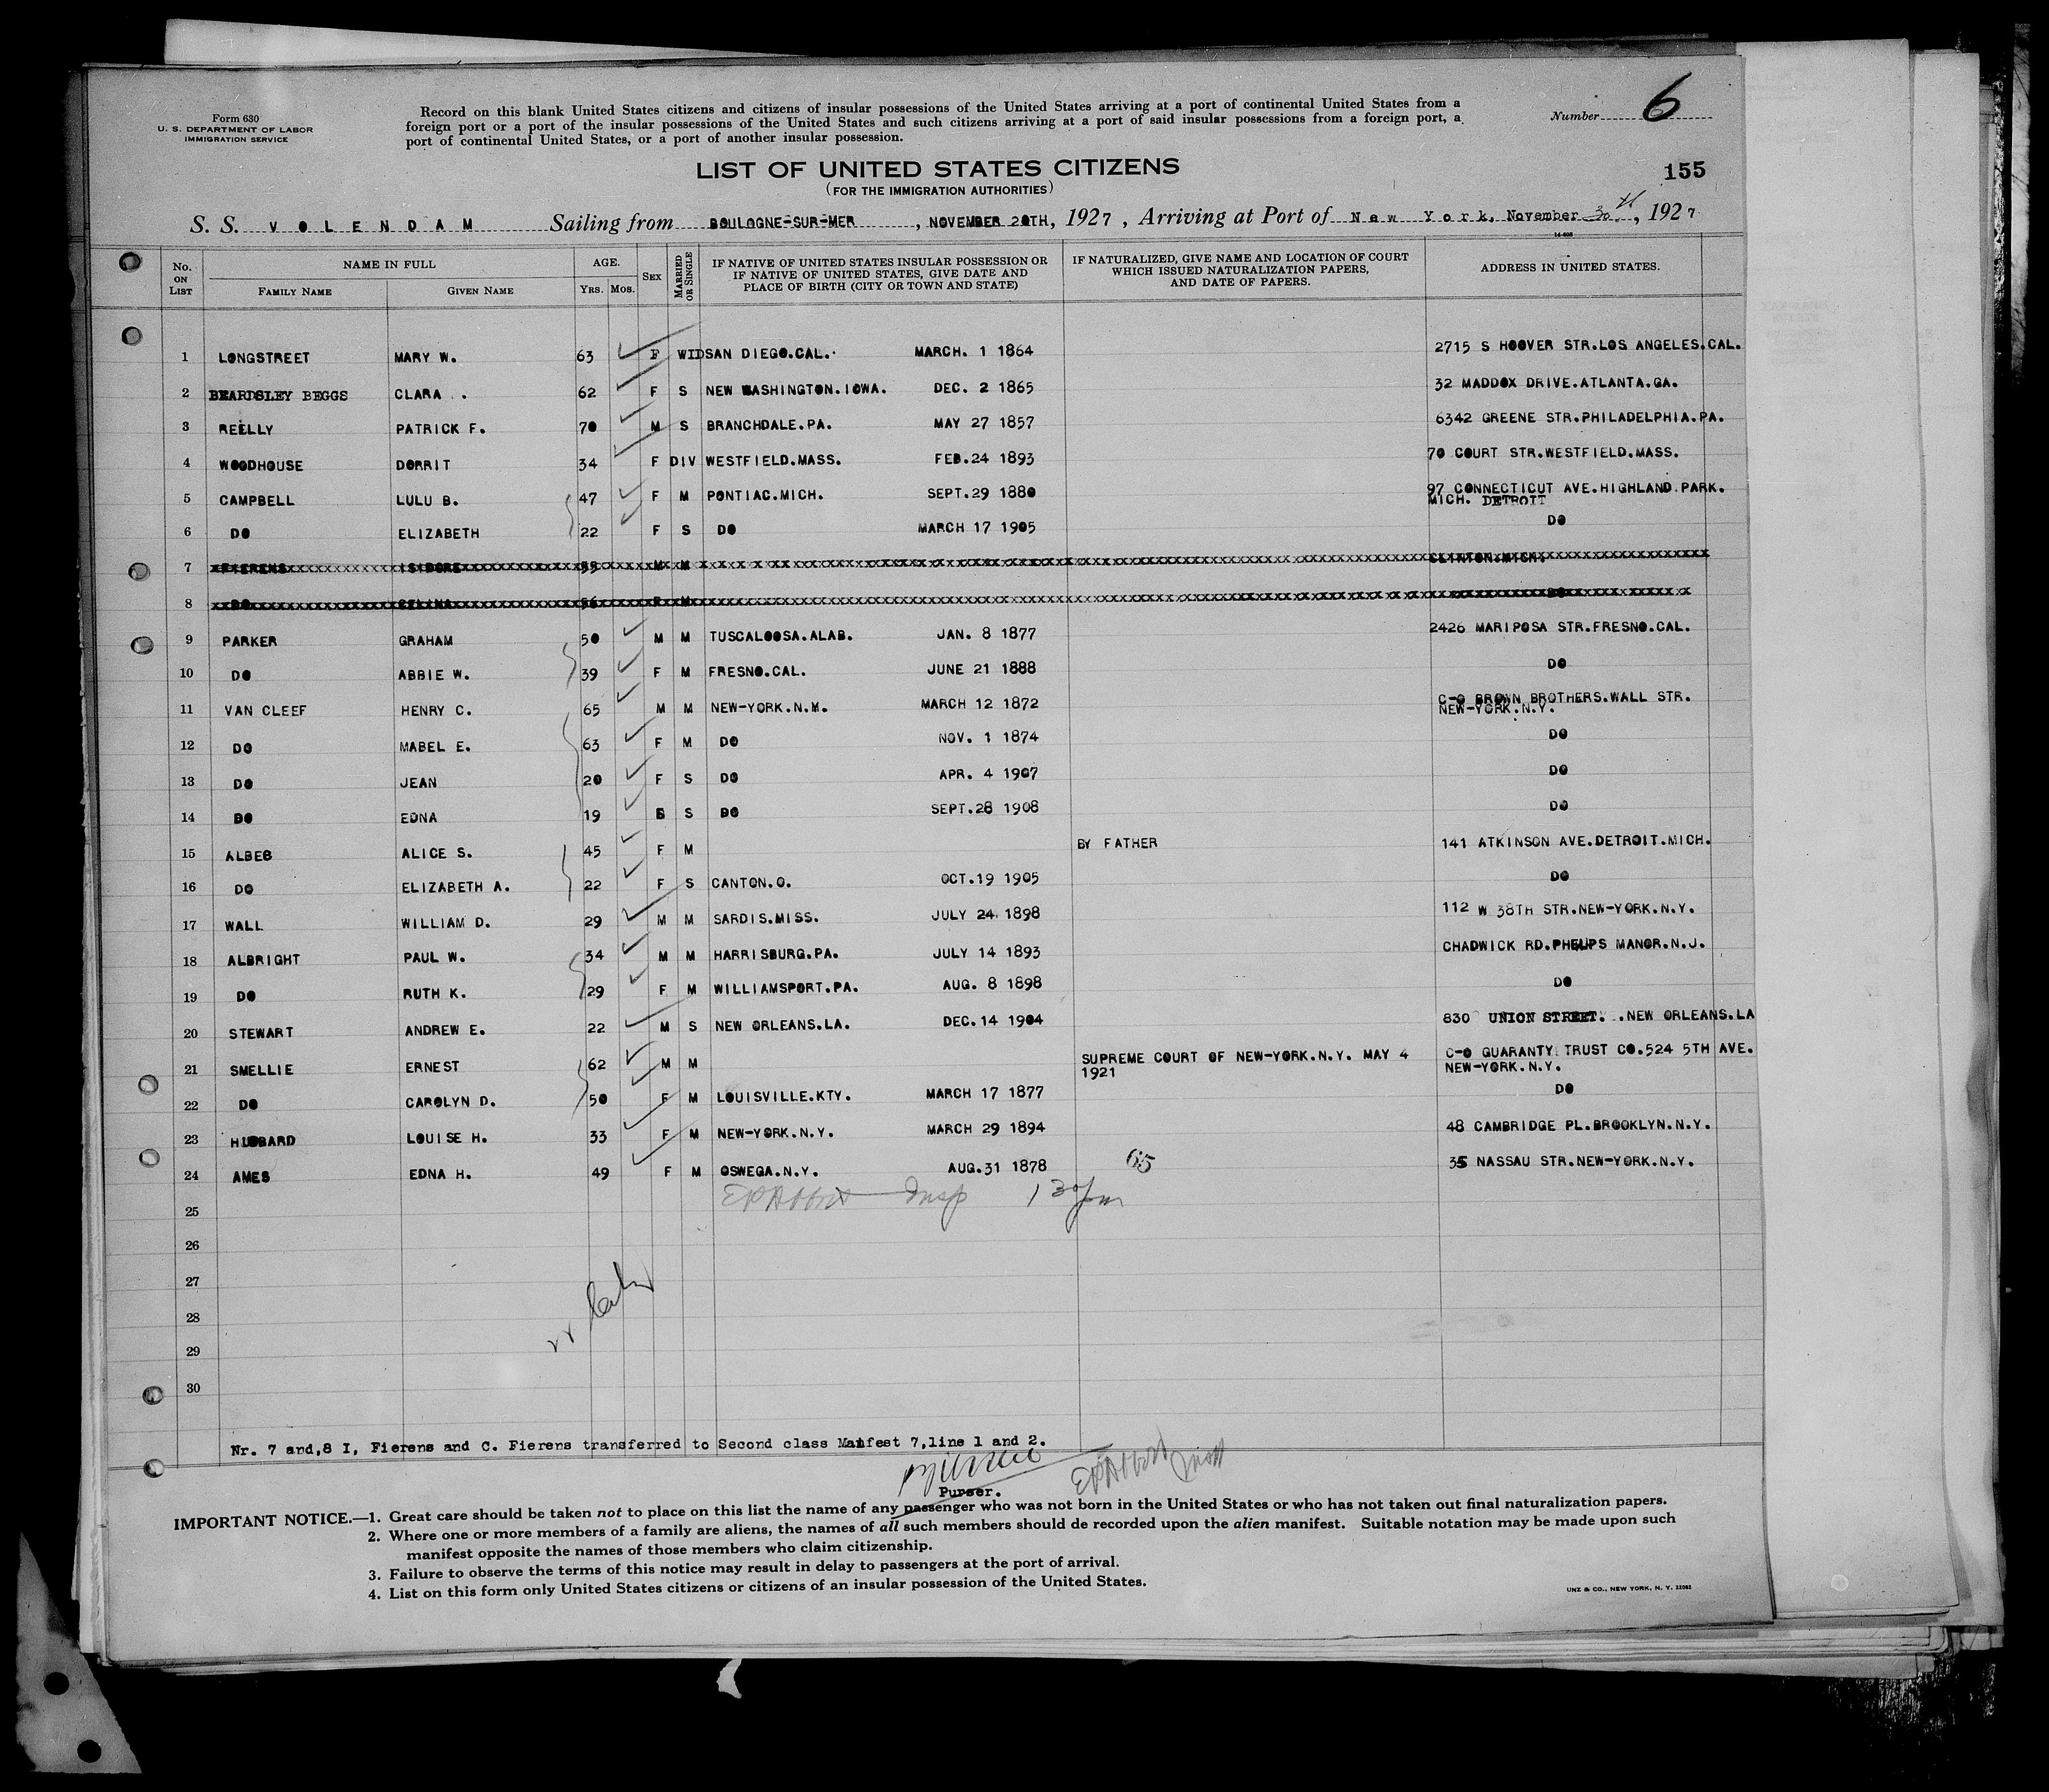 Form 630
U. S. DEPARTMENT OF LABOR
IMMIGRATION SERVICE
Record on this blank United States citizens and citizens of insular possessions of the United States arriving at a port of continental United States from a
foreign port or a port of the insular possessions of the United States and such citizens arriving at a port of said insular possessions from a foreign port, a
port of continental United States, or a port of another insular possession.
Number 6
LIST OF UNITED STATES CITIZENS
(FOR THE IMMIGRATION AUTHORITIES)
155
S. S. VOLENDAM Sailing from BOULOGNE-SUR-MER, NOVEMBER 20TH, 1927, Arriving at Port of New York, November 30th, 1927
14-608
No. ON LIST NAME IN FULL FAMILY NAME GIVEN NAME AGE. YRS. MOS. SEX MARRIED OR SINGLE IF NATIVE OF UNITED STATES INSULAR POSSESSION OR IF NATIVE OF UNITED STATES, GIVE DATE AND PLACE OF BIRTH (CITY OR TOWN AND STATE) IF NATURALIZED, GIVE NAME AND LOCATION OF COURT WHICH ISSUED NATURALIZATION PAPERS, AND DATE OF PAPERS. ADDRESS IN UNITED STATES.
1 LONGSTREET MARY W. 63 F WID SAN DIEGO.CAL. MARCH. 1 1864 2715 S HOOVER STR.LOS ANGELES.CAL.
2 BEARDSLEY BEGGS CLARA . . 62 F S NEW WASHINGTON.IOWA. DEC. 2 1865 32 MADDOX DRIVE.ATLANTA.GA.
3 REILLY PATRICK F. 70 M S BRANCHDALE.PA. MAY 27 1857 6342 GREENE STR.PHILADELPHIA.PA.
4 WOODHOUSE DORRIT 34 F DIV WESTFIELD.MASS. FEB.24 1893 70 COURT STR.WESTFIELD.MASS.
5 CAMPBELL LULU B. 47 F M PONTIAC.MICH. SEPT.29 1880 97 CONNECTICUT AVE.HIGHLAND PARK.
MICH. DETROIT
6 DO ELIZABETH 22 F S DO MARCH 17 1905 DO
7 FIERENS ISIDORE 55 M M CLINTON.MICH.
8 DO CELINA 56 F M DO
9 PARKER GRAHAM 50 M M TUSCALOOSA.ALAB. JAN. 8 1877 2426 MARIPOSA STR.FRESNO.CAL.
10 DO ABBIE W. 39 F M FRESNO.CAL. JUNE 21 1888 DO
11 VAN CLEEF HENRY C. 65 M M NEW-YORK.N.Y. MARCH 12 1872 C-O BROWN BROTHERS.WALL STR.
NEW-YORK.N.Y.
12 DO MABEL E. 63 F M DO NOV. 1 1874 DO
13 DO JEAN 20 F S DO APR. 4 1907 DO
14 DO EDNA 19 S DO SEPT.28 1908 DO
15 ALBEE ALICE S. 45 F M BY FATHER 141 ATKINSON AVE.DETROIT.MICH.
16 DO ELIZABETH A. 22 F S CANTON.O. OCT.19 1905 DO
17 WALL WILLIAM D. 29 M M SARDIS.MISS. JULY 24 1898 112 W 38TH STR.NEW-YORK.N.Y.
18 ALBRIGHT PAUL W. 34 M M HARRISBURG.PA. JULY 14 1893 CHADWICK RD.PHELPS MANOR.N.J.
19 DO RUTH K. 29 F M WILLIAMSPORT.PA. AUG. 8 1898 DO
20 STEWART ANDREW E. 22 M S NEW ORLEANS.LA. DEC.14 1904 830 UNION STREET. .NEW ORLEANS.LA
21 SMELLIE ERNEST 62 M M SUPREME COURT OF NEW-YORK.N.Y. MAY 4 C-O GUARANTY TRUST CO.524 5TH AVE.
1921 NEW-YORK.N.Y.
22 DO CAROLYN D. 50 F M LOUISVILLE.KTY. MARCH 17 1877 DO
23 HUBBARD LOUISE H. 33 F M NEW-YORK.N.Y. MARCH 29 1894 48 CAMBRIDGE PL.BROOKLYN.N.Y.
24 AMES EDNA H. 49 F M OSWEGA.N.Y. AUG.31 1878 65 35 NASSAU STR.NEW-YORK.N.Y.
Insp 1 30 pm
25
26
27
28
29
30
Nr. 7 and,8 I, Fierens and C. Fierens transferred to Second class Manifest 7,line 1 and 2.
Purser.
IMPORTANT NOTICE.—1. Great care should be taken not to place on this list the name of any passenger who was not born in the United States or who has not taken out final naturalization papers.
2. Where one or more members of a family are aliens, the names of all such members should de recorded upon the alien manifest. Suitable notation may be made upon such
manifest opposite the names of those members who claim citizenship.
3. Failure to observe the terms of this notice may result in delay to passengers at the port of arrival.
4. List on this form only United States citizens or citizens of an insular possession of the United States.
UNZ & CO., NEW YORK, N. Y. 22082